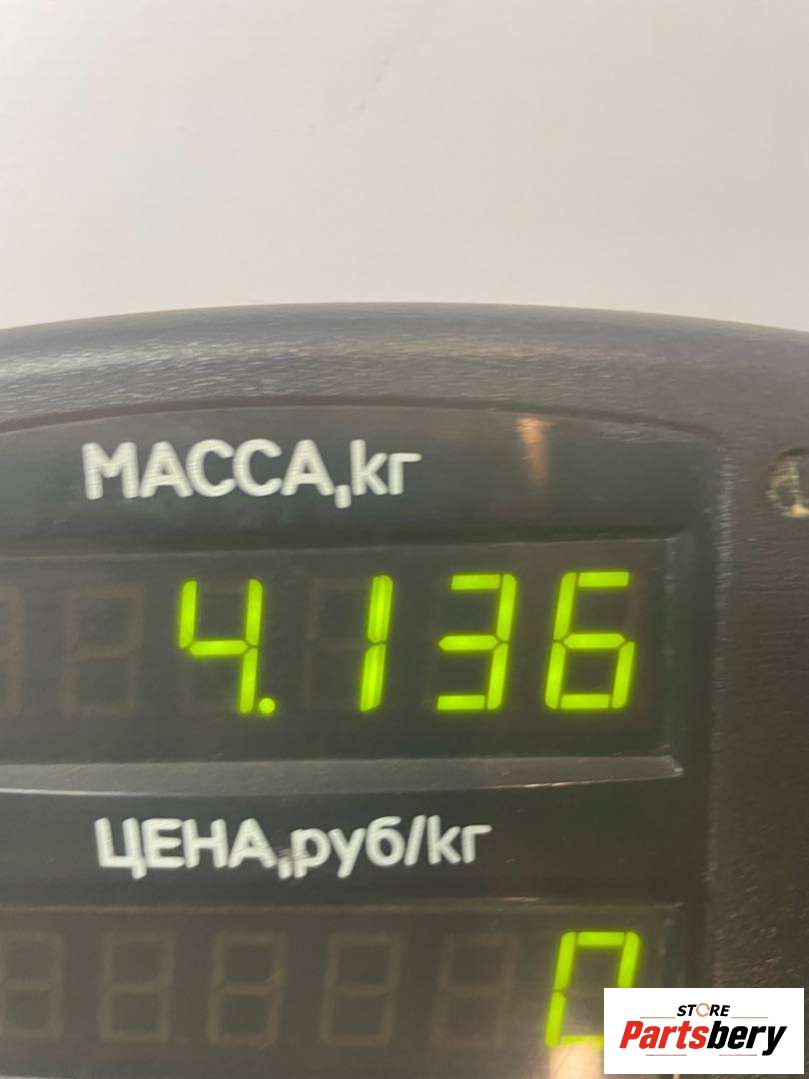 МАССА,кг
4.136
ЦЕНА,руб/кг
0
STORE
Partsbery